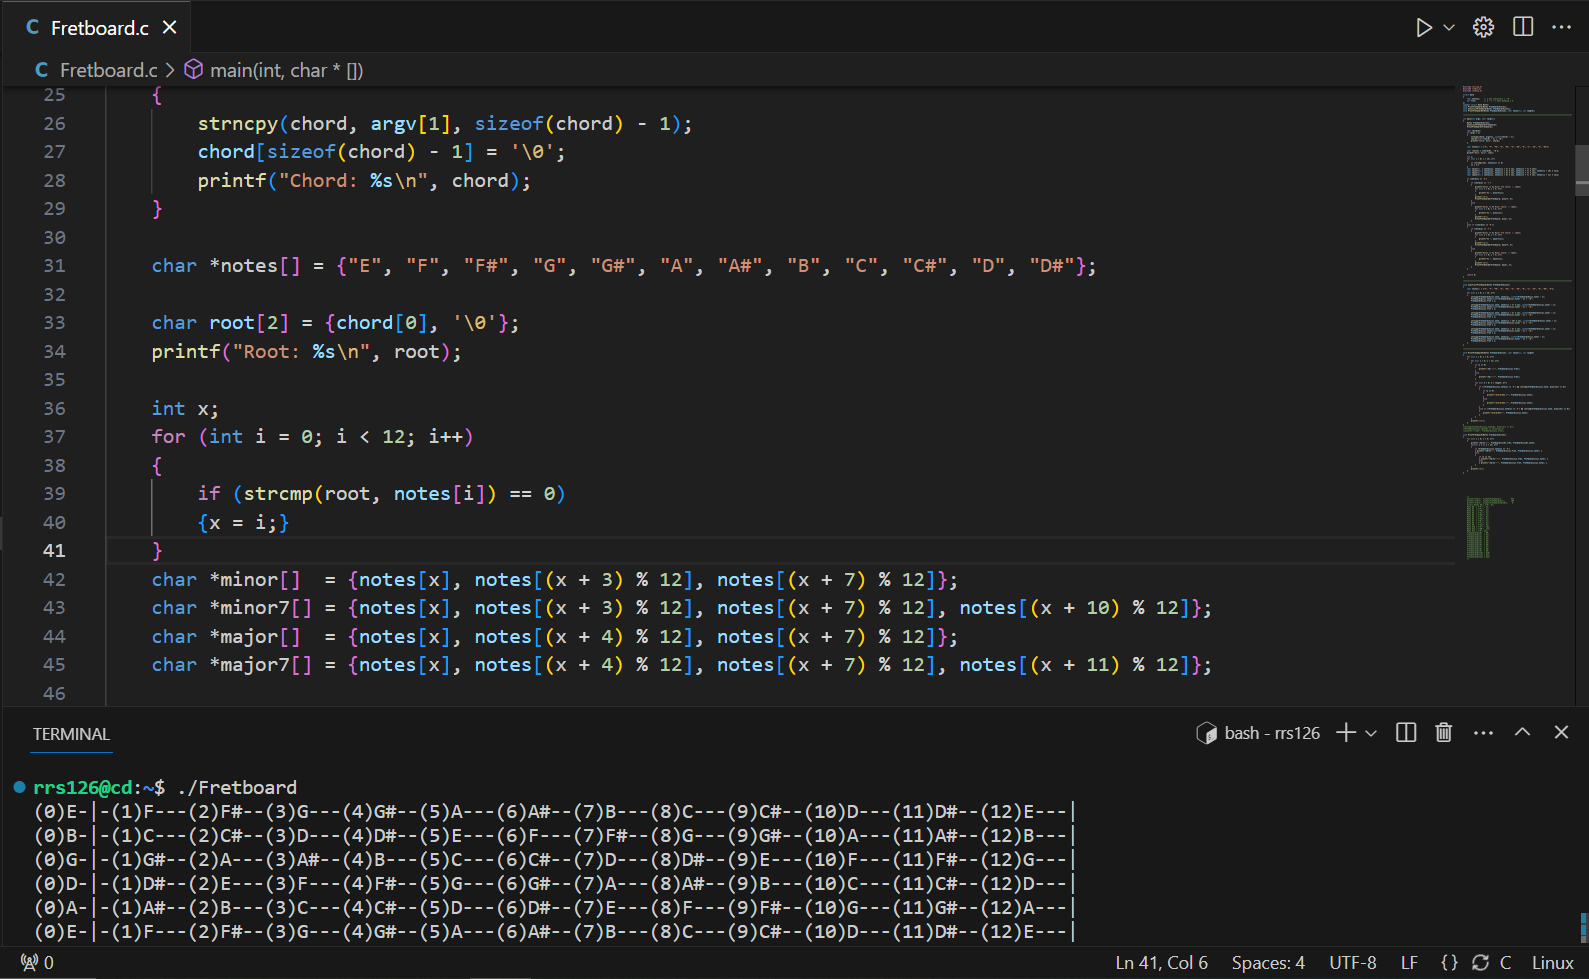 C Fretboard.c
C Fretboard.c > main(int, char * [])
25 {
26 strncpy(chord, argv[1], sizeof(chord) - 1);
27 chord[sizeof(chord) - 1] = '\0';
28 printf("Chord: %s\n", chord);
29 }
30
31 char *notes[] = {"E", "F", "F#", "G", "G#", "A", "A#", "B", "C", "C#", "D", "D#"};
32
33 char root[2] = {chord[0], '\0'};
34 printf("Root: %s\n", root);
35
36 int x;
37 for (int i = 0; i < 12; i++)
38 {
39 if (strcmp(root, notes[i]) == 0)
40 {x = i;}
41 }
42 char *minor[]  = {notes[x], notes[(x + 3) % 12], notes[(x + 7) % 12]};
43 char *minor7[] = {notes[x], notes[(x + 3) % 12], notes[(x + 7) % 12], notes[(x + 10) % 12]};
44 char *major[]  = {notes[x], notes[(x + 4) % 12], notes[(x + 7) % 12]};
45 char *major7[] = {notes[x], notes[(x + 4) % 12], notes[(x + 7) % 12], notes[(x + 11) % 12]};
46
TERMINAL
bash - rrs126
rrs126@cd:~$ ./Fretboard
(0)E-|-(1)F---(2)F#--(3)G---(4)G#--(5)A---(6)A#--(7)B---(8)C---(9)C#--(10)D---(11)D#--(12)E---|
(0)B-|-(1)C---(2)C#--(3)D---(4)D#--(5)E---(6)F---(7)F#--(8)G---(9)G#--(10)A---(11)A#--(12)B---|
(0)G-|-(1)G#--(2)A---(3)A#--(4)B---(5)C---(6)C#--(7)D---(8)D#--(9)E---(10)F---(11)F#--(12)G---|
(0)D-|-(1)D#--(2)E---(3)F---(4)F#--(5)G---(6)G#--(7)A---(8)A#--(9)B---(10)C---(11)C#--(12)D---|
(0)A-|-(1)A#--(2)B---(3)C---(4)C#--(5)D---(6)D#--(7)E---(8)F---(9)F#--(10)G---(11)G#--(12)A---|
(0)E-|-(1)F---(2)F#--(3)G---(4)G#--(5)A---(6)A#--(7)B---(8)C---(9)C#--(10)D---(11)D#--(12)E---|
0 Ln 41, Col 6 Spaces: 4 UTF-8 LF {} C Linux